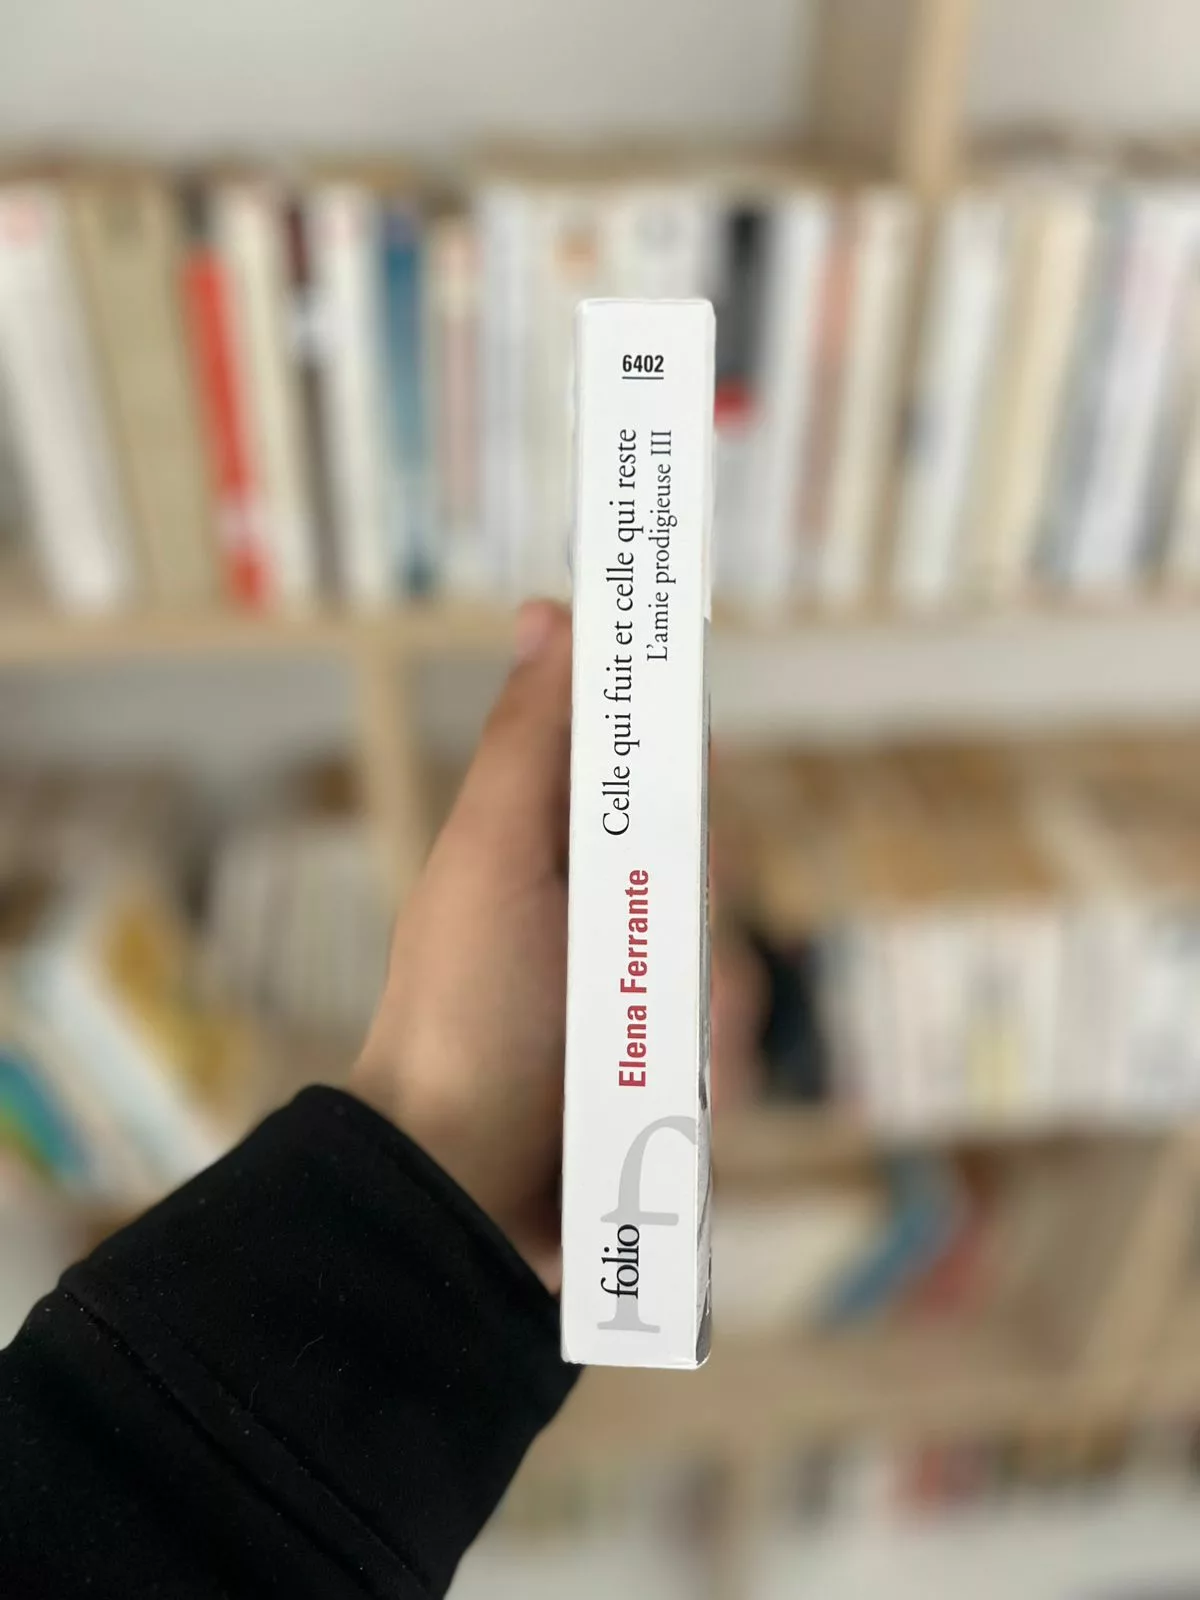 6402
Celle qui fuit et celle qui reste
L'amie prodigieuse III
Elena Ferrante
folio